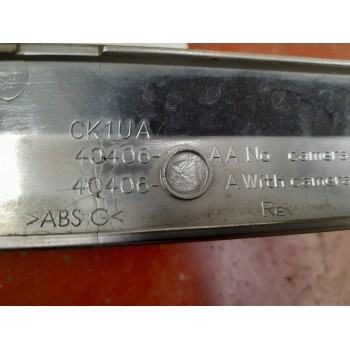 CK1UA
40406- AA No camera
40406- A With camera
>ABS G<